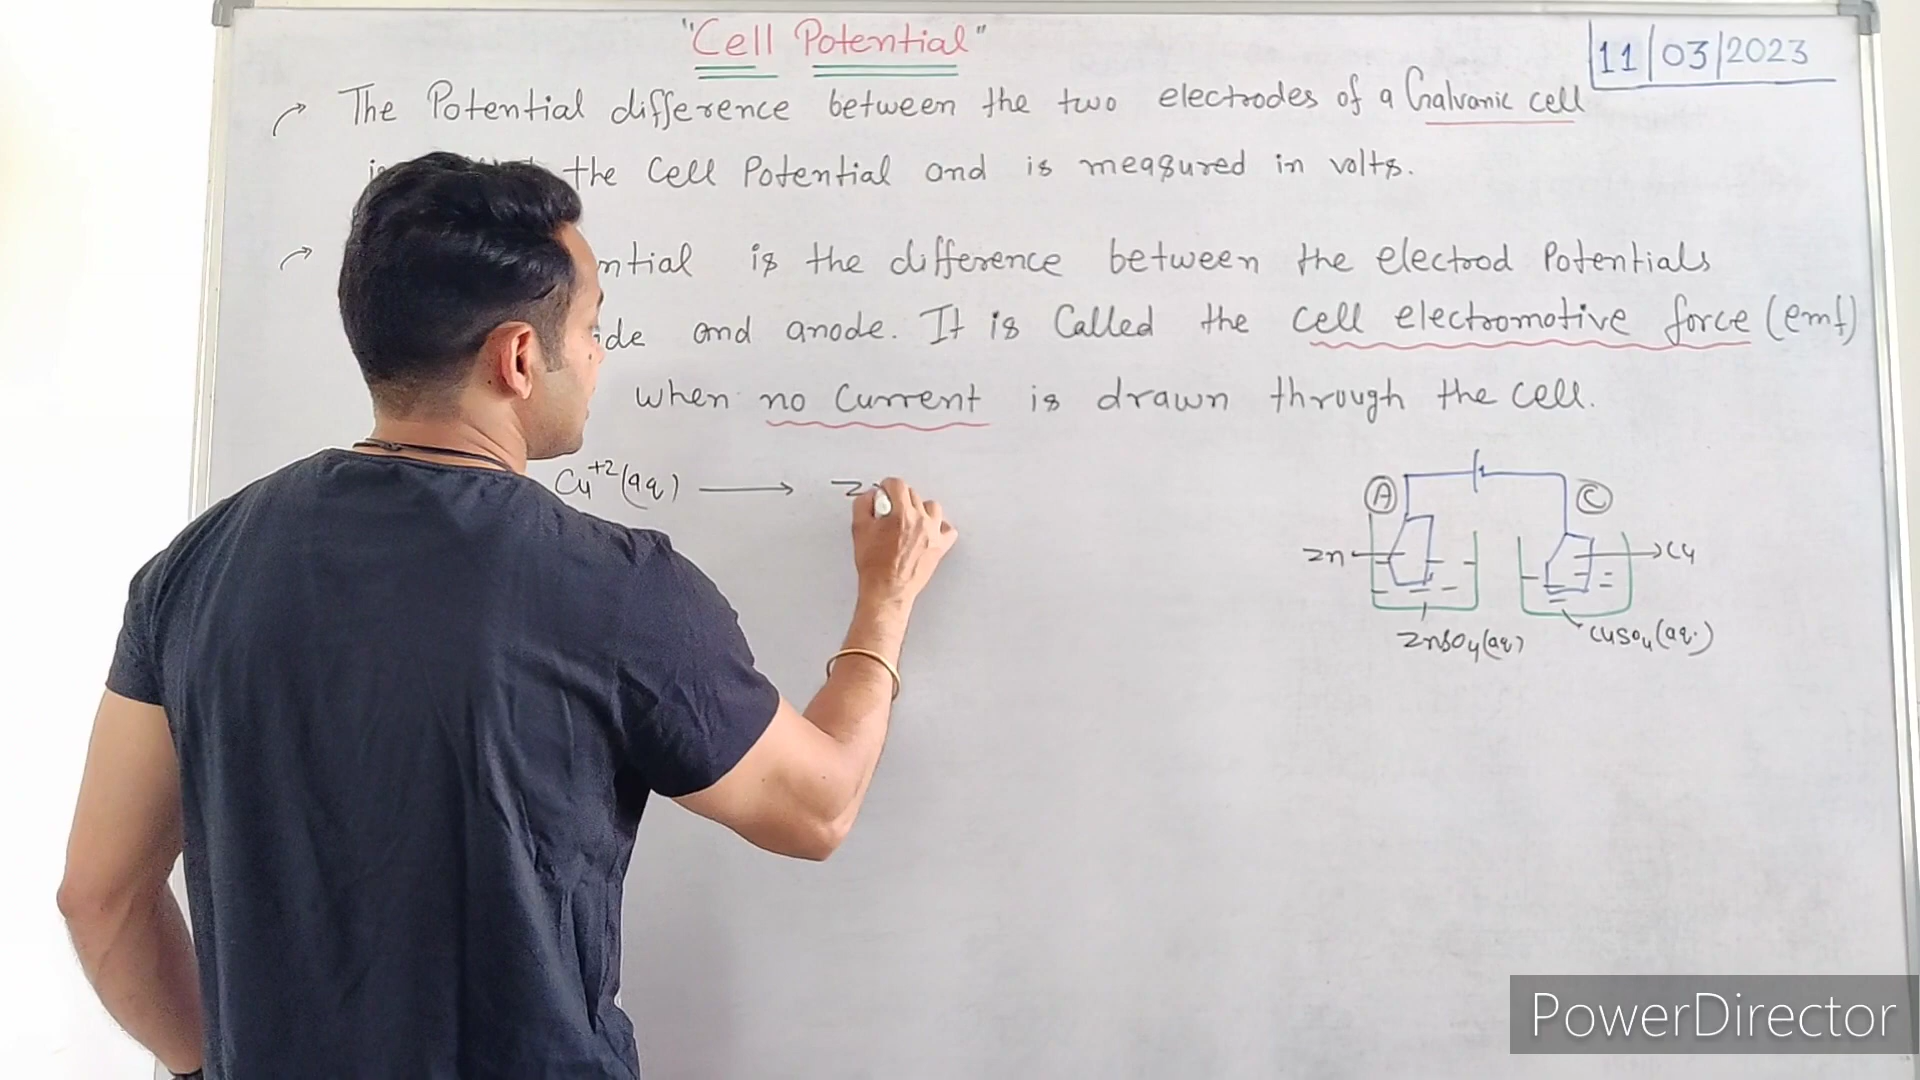 "Cell Potential"
11/03/2023
The Potential difference between the two electrodes of a Galvanic cell
the Cell Potential and is measured in volts.
ntial is the difference between the electrod Potentials
de and anode. It is Called the cell electromotive force (emf)
when no Current is drawn through the cell.
Cu+2(aq) ⟶ Zn
A C
Zn Cu
ZnSO4(aq) CuSO4(aq.)
PowerDirector